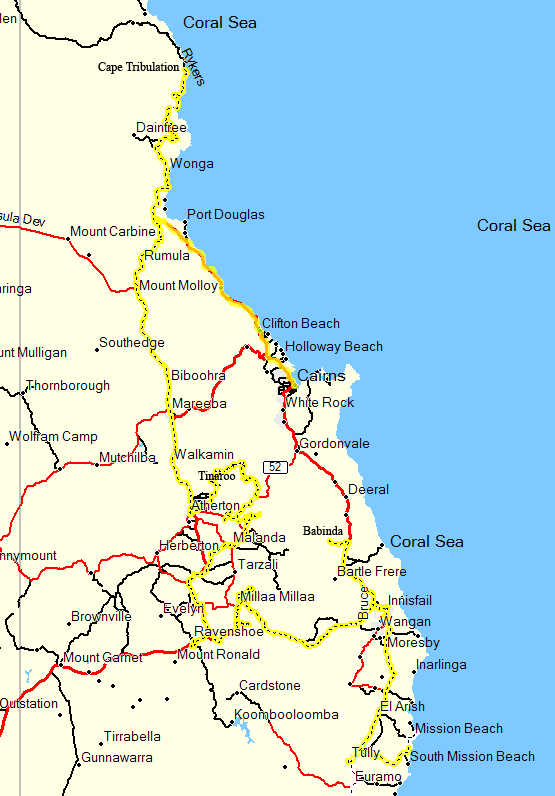 len
Coral Sea
Cape Tribulation
Rykers
Daintree
Wonga
Port Douglas
sula Dev
Coral Sea
Mount Carbine
Rumula
aringa
Mount Molloy
Clifton Beach
Southedge
Holloway Beach
unt Mulligan
Biboohra
Cairns
Thornborough
Mareeba
White Rock
Wolfram Camp
Gordonvale
Mutchilba
Walkamin
52
Tinaroo
Deeral
Atherton
Babinda
Malanda
Coral Sea
Herberton
nnymount
Tarzali
Bartle Frere
Millaa Millaa
Bruce
Innisfail
Evelyn
Brownville
Wangan
Ravenshoe
Moresby
Mount Garnet
Mount Ronald
Inarlinga
Cardstone
Outstation
El Arish
Koombooloomba
Mission Beach
Tirrabella
Tully
South Mission Beach
Gunnawarra
Euramo